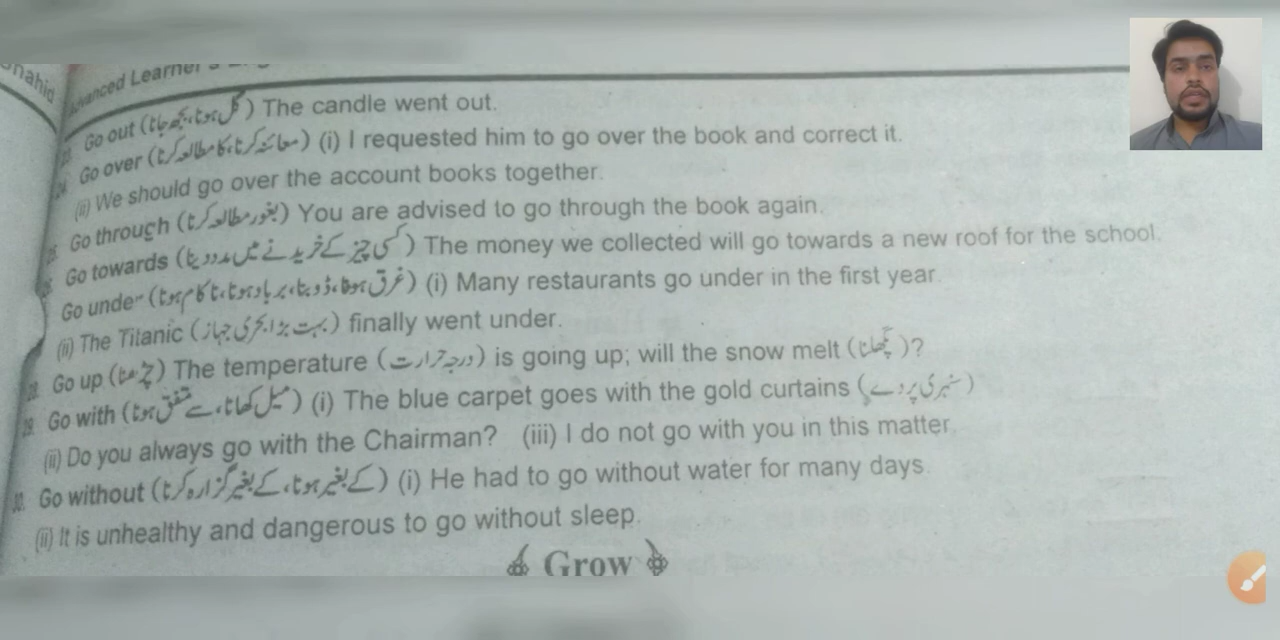 nahid
Advanced Learner's
Go out (گل ہونا، بجھ جانا) The candle went out.
24. Go over (معائنہ کرنا، کا مطالعہ کرنا) (i) I requested him to go over the book and correct it.
(ii) We should go over the account books together.
Go through (بغور مطالعہ کرنا) You are advised to go through the book again.
Go towards (کسی چیز کے خریدنے میں مدد دینا) The money we collected will go towards a new roof for the school.
Go under (غرق ہونا، ڈوبنا، برباد ہونا، ناکام ہونا) (i) Many restaurants go under in the first year.
(ii) The Titanic (بہت بڑا بحری جہاز) finally went under.
28. Go up (چڑھنا) The temperature (درجہ حرارت) is going up; will the snow melt (پگھلنا)?
29. Go with (میل کھانا، سے متفق ہونا) (i) The blue carpet goes with the gold curtains (سنہری پردے)
(ii) Do you always go with the Chairman? (iii) I do not go with you in this matter.
30. Go without (کے بغیر ہونا، کے بغیر گزارہ کرنا) (i) He had to go without water for many days.
(ii) It is unhealthy and dangerous to go without sleep.
Grow